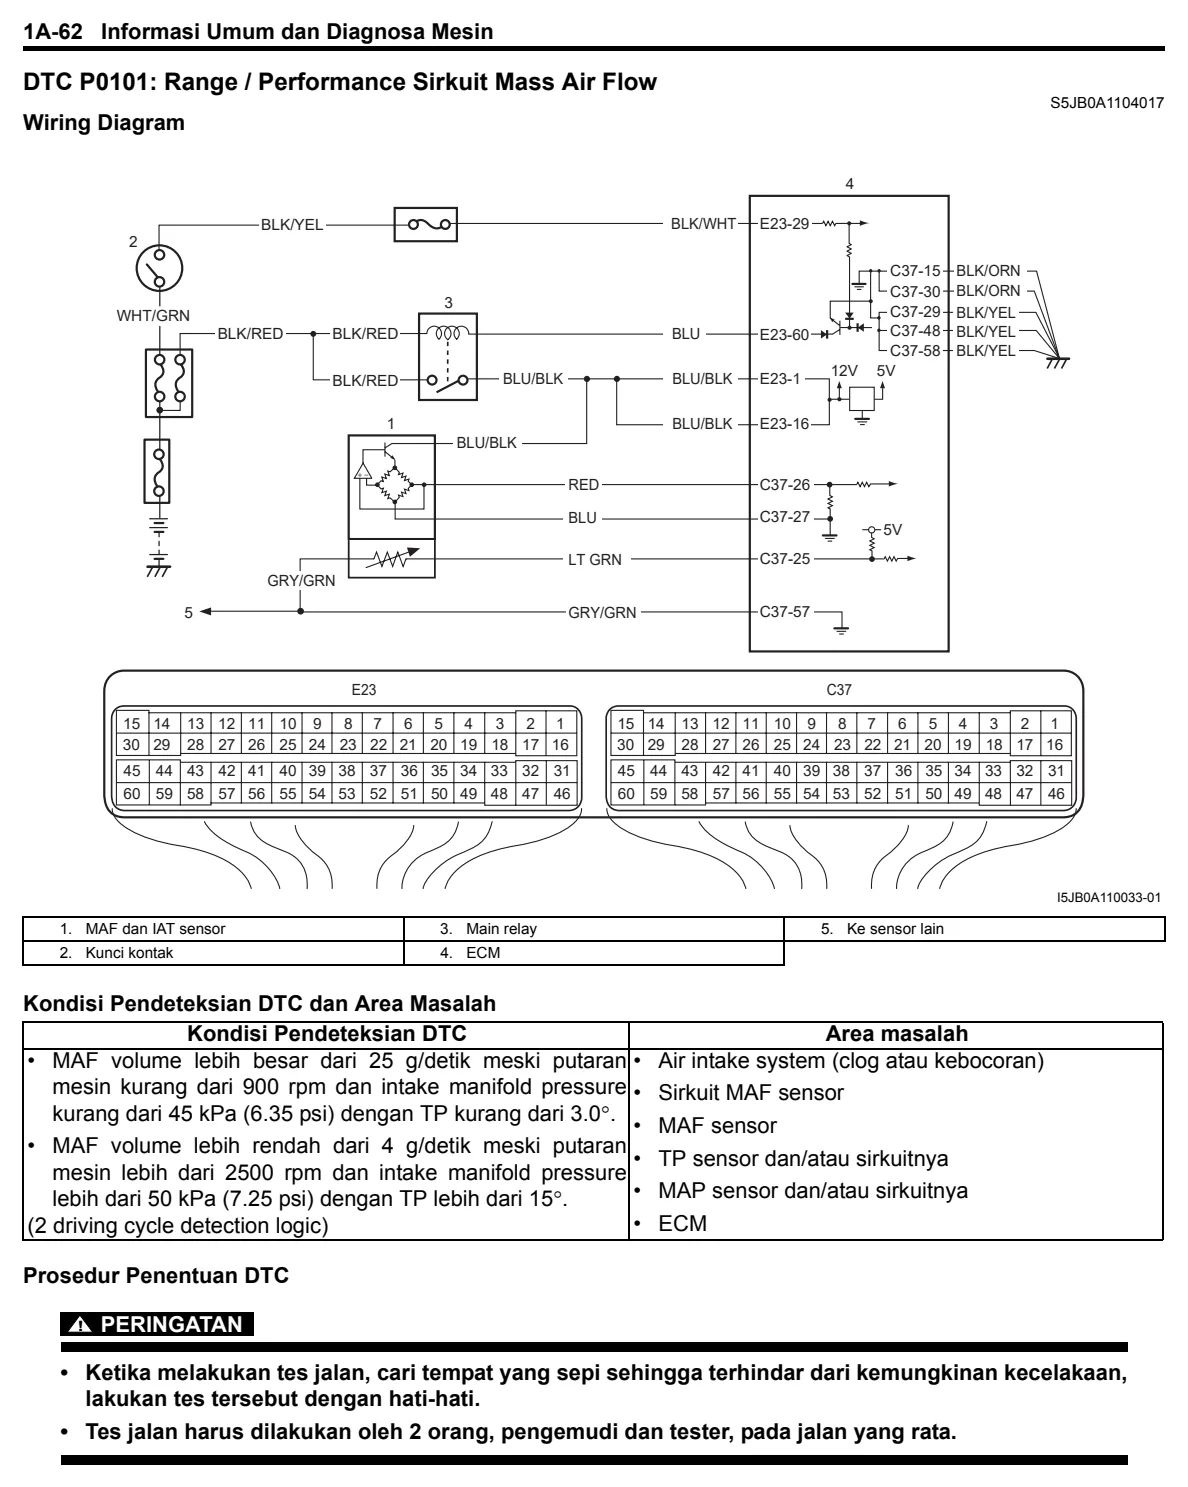 1A-62 Informasi Umum dan Diagnosa Mesin
DTC P0101: Range / Performance Sirkuit Mass Air Flow
S5JB0A1104017
Wiring Diagram
4
BLK/YEL
BLK/WHT
E23-29
2
C37-15
BLK/ORN
C37-30
BLK/ORN
WHT/GRN
3
C37-29
BLK/YEL
BLK/RED
BLK/RED
BLU
E23-60
C37-48
BLK/YEL
C37-58
BLK/YEL
12V
5V
BLK/RED
BLU/BLK
BLU/BLK
E23-1
1
BLU/BLK
E23-16
BLU/BLK
+ -
RED
C37-26
BLU
C37-27
5V
LT GRN
C37-25
GRY/GRN
5
GRY/GRN
C37-57
E23
C37
15 14 13 12 11 10 9 8 7 6 5 4 3 2 1
30 29 28 27 26 25 24 23 22 21 20 19 18 17 16
45 44 43 42 41 40 39 38 37 36 35 34 33 32 31
60 59 58 57 56 55 54 53 52 51 50 49 48 47 46
15 14 13 12 11 10 9 8 7 6 5 4 3 2 1
30 29 28 27 26 25 24 23 22 21 20 19 18 17 16
45 44 43 42 41 40 39 38 37 36 35 34 33 32 31
60 59 58 57 56 55 54 53 52 51 50 49 48 47 46
I5JB0A110033-01
1. MAF dan IAT sensor
3. Main relay
5. Ke sensor lain
2. Kunci kontak
4. ECM
Kondisi Pendeteksian DTC dan Area Masalah
Kondisi Pendeteksian DTC
• MAF volume lebih besar dari 25 g/detik meski putaran
mesin kurang dari 900 rpm dan intake manifold pressure
kurang dari 45 kPa (6.35 psi) dengan TP kurang dari 3.0°.
• MAF volume lebih rendah dari 4 g/detik meski putaran
mesin lebih dari 2500 rpm dan intake manifold pressure
lebih dari 50 kPa (7.25 psi) dengan TP lebih dari 15°.
(2 driving cycle detection logic)
Area masalah
• Air intake system (clog atau kebocoran)
• Sirkuit MAF sensor
• MAF sensor
• TP sensor dan/atau sirkuitnya
• MAP sensor dan/atau sirkuitnya
• ECM
Prosedur Penentuan DTC
PERINGATAN
• Ketika melakukan tes jalan, cari tempat yang sepi sehingga terhindar dari kemungkinan kecelakaan,
lakukan tes tersebut dengan hati-hati.
• Tes jalan harus dilakukan oleh 2 orang, pengemudi dan tester, pada jalan yang rata.